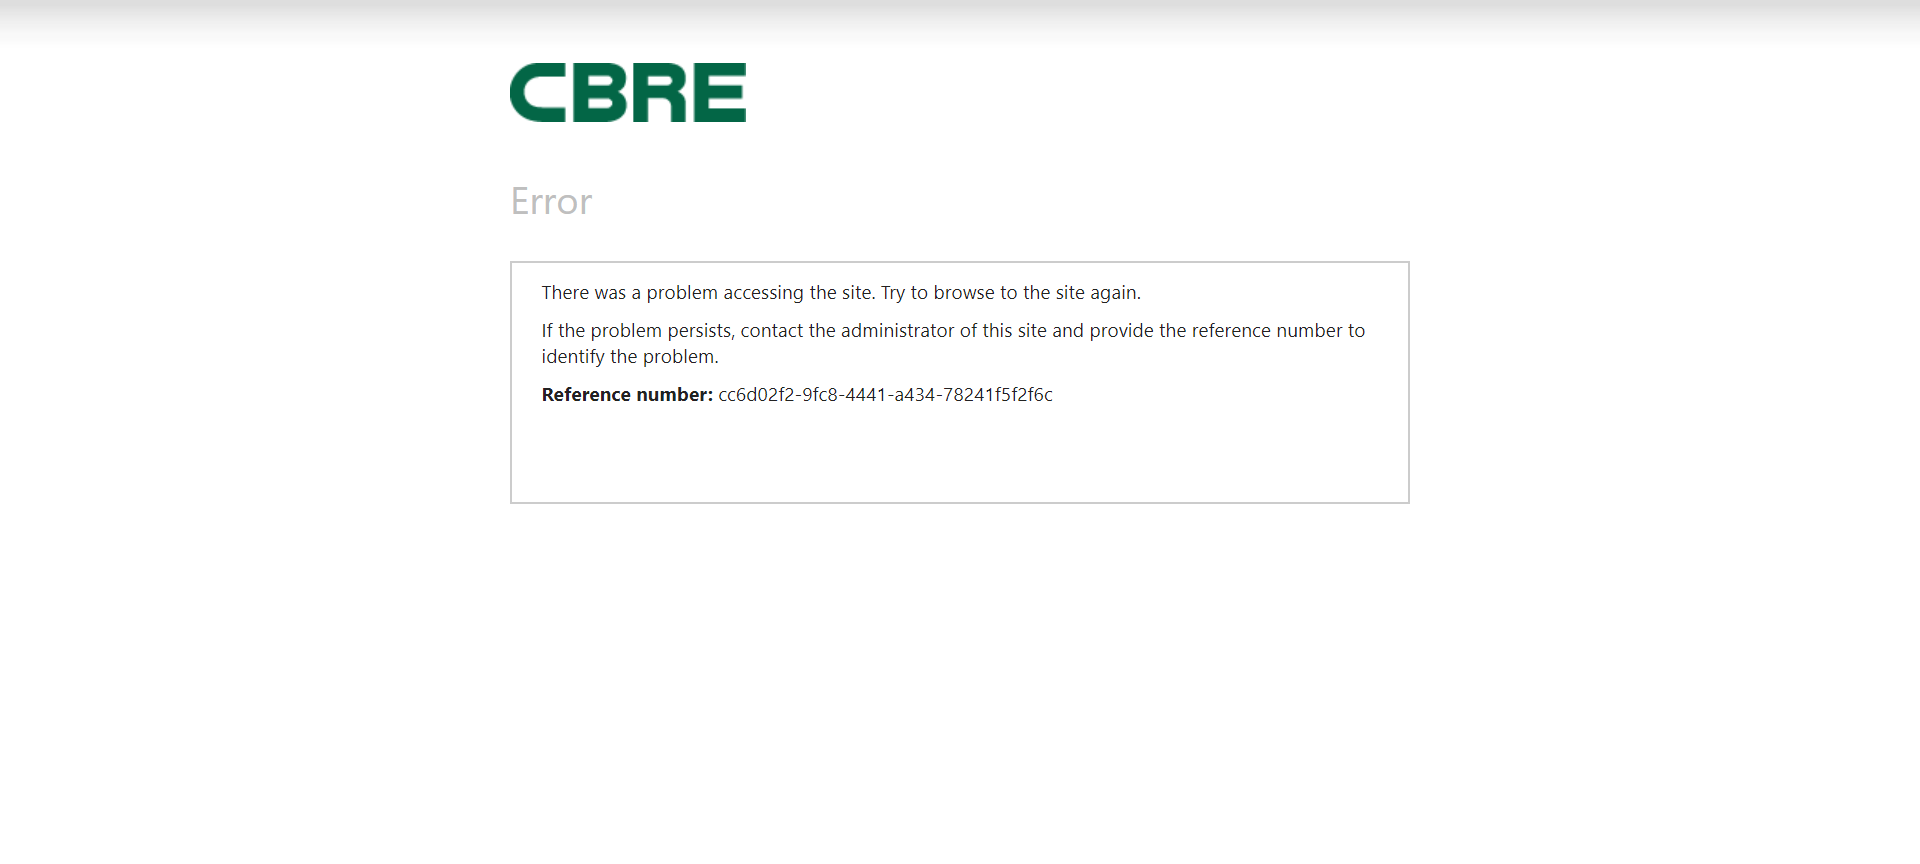 CBRE
Error
There was a problem accessing the site. Try to browse to the site again.
If the problem persists, contact the administrator of this site and provide the reference number to
identify the problem.
Reference number: cc6d02f2-9fc8-4441-a434-78241f5f2f6c